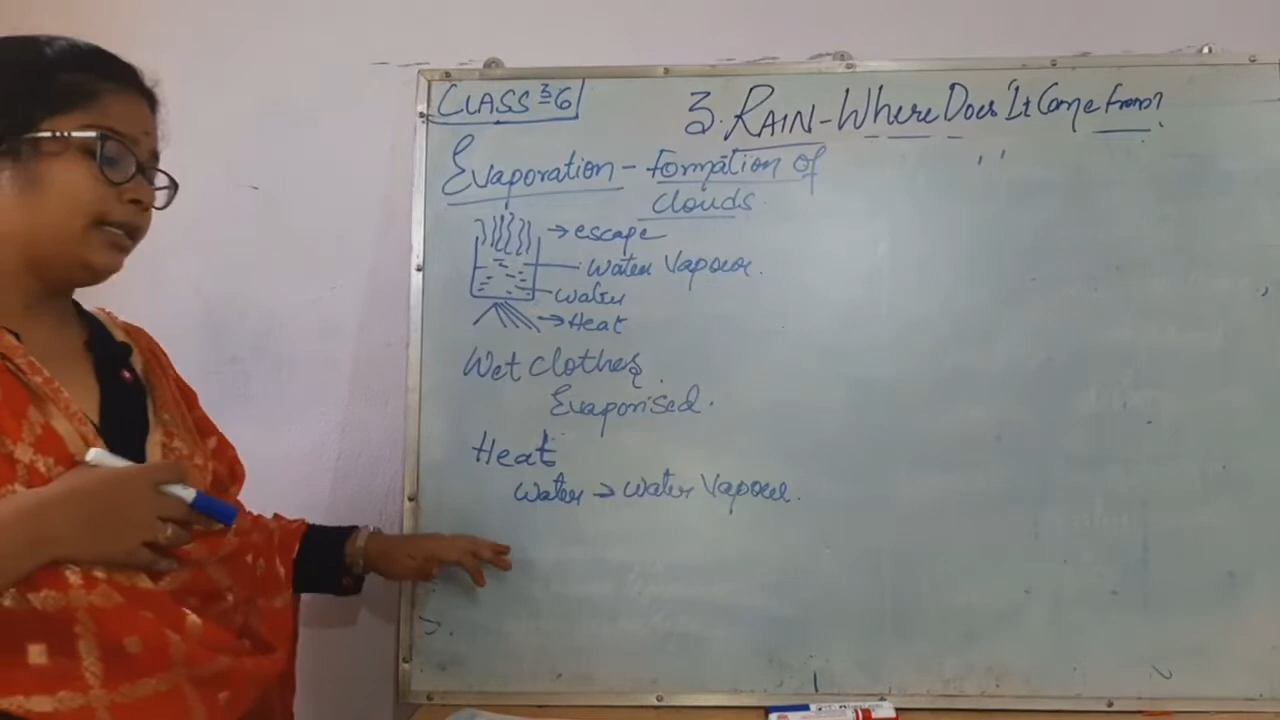 CLASS-6
3. RAIN-Where Does It Come From?
Evaporation - Formation of
Clouds
→ escape
Water Vapour.
Water
→ Heat
Wet clothes
Evaporised.
Heat
Water → Water Vapour.